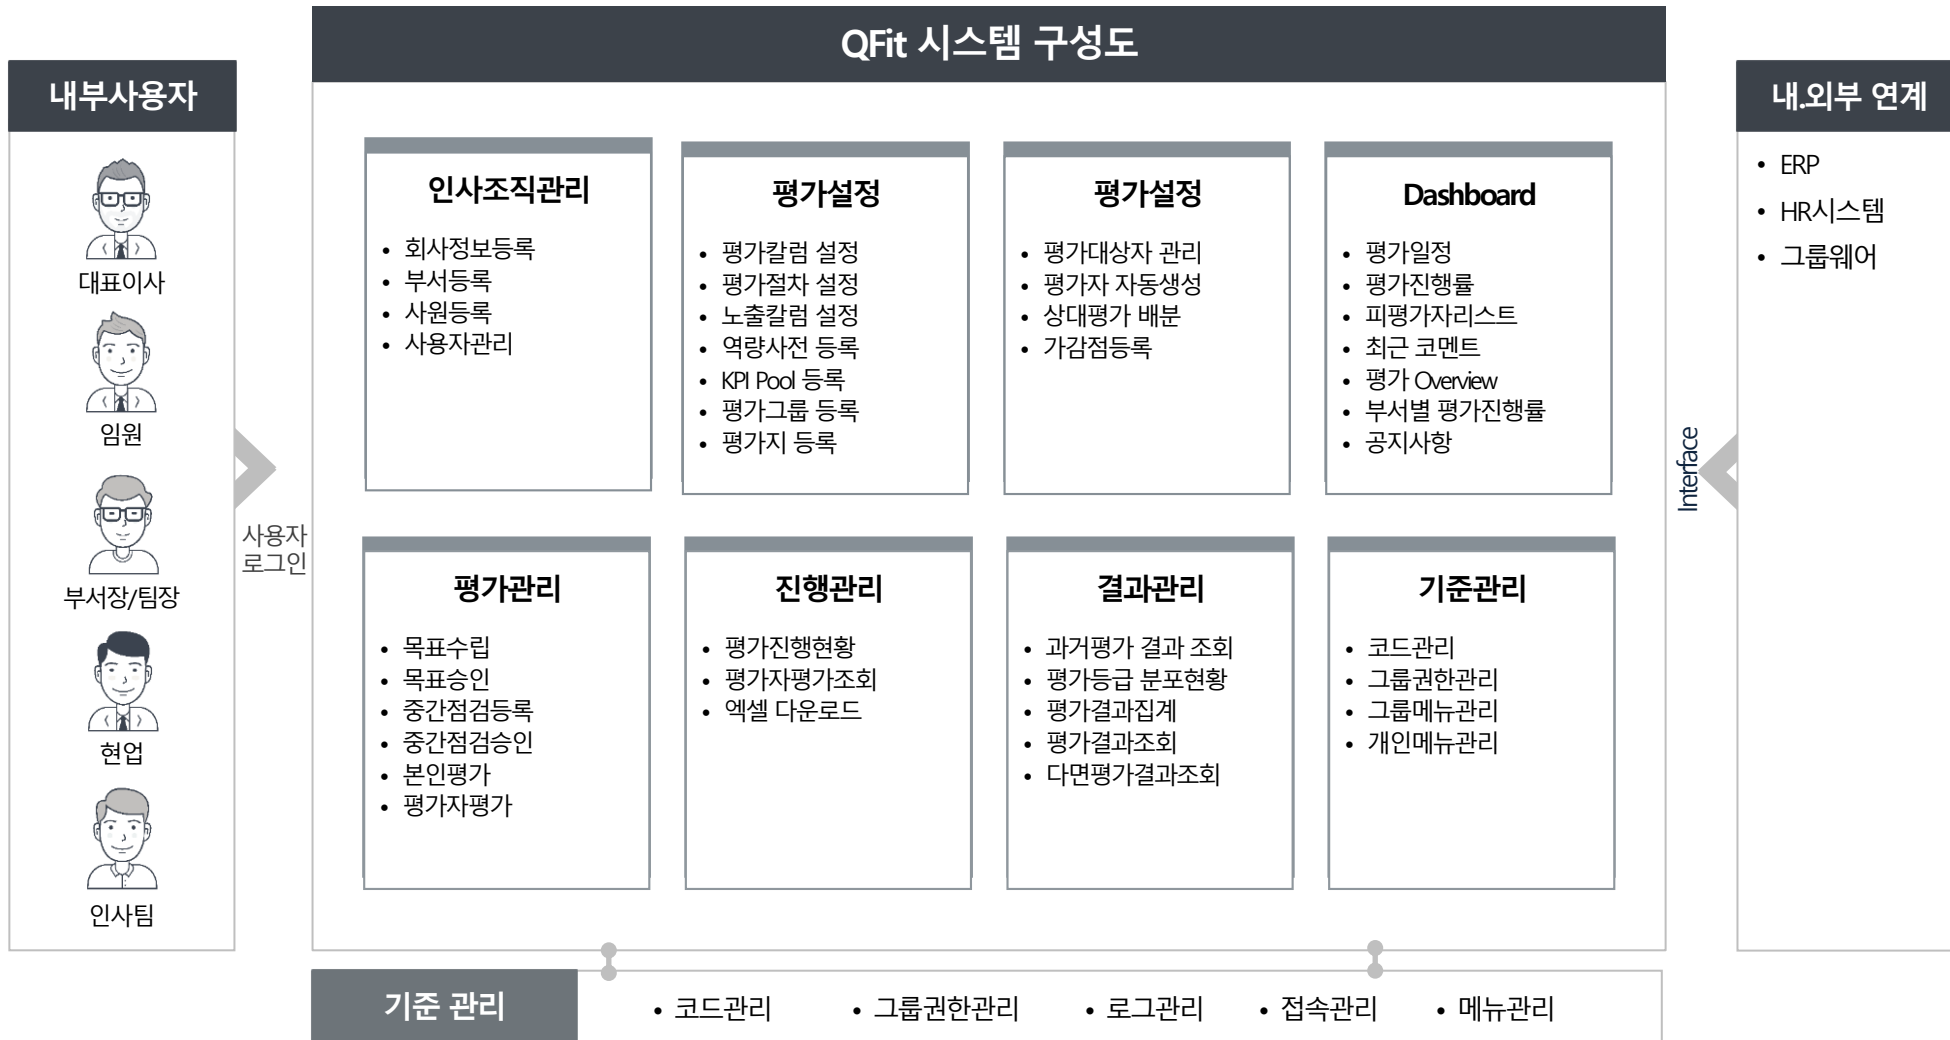 QFit 시스템 구성도
내부사용자
대표이사
임원
부서장/팀장
현업
인사팀
사용자
로그인
인사조직관리
• 회사정보등록
• 부서등록
• 사원등록
• 사용자관리
평가설정
• 평가칼럼 설정
• 평가절차 설정
• 노출칼럼 설정
• 역량사전 등록
• KPI Pool 등록
• 평가그룹 등록
• 평가지 등록
평가설정
• 평가대상자 관리
• 평가자 자동생성
• 상대평가 배분
• 가감점등록
Dashboard
• 평가일정
• 평가진행률
• 피평가자리스트
• 최근 코멘트
• 평가 Overview
• 부서별 평가진행률
• 공지사항
평가관리
• 목표수립
• 목표승인
• 중간점검등록
• 중간점검승인
• 본인평가
• 평가자평가
진행관리
• 평가진행현황
• 평가자평가조회
• 엑셀 다운로드
결과관리
• 과거평가 결과 조회
• 평가등급 분포현황
• 평가결과집계
• 평가결과조회
• 다면평가결과조회
기준관리
• 코드관리
• 그룹권한관리
• 그룹메뉴관리
• 개인메뉴관리
Interface
내.외부 연계
• ERP
• HR시스템
• 그룹웨어
기준 관리
• 코드관리 • 그룹권한관리 • 로그관리 • 접속관리 • 메뉴관리